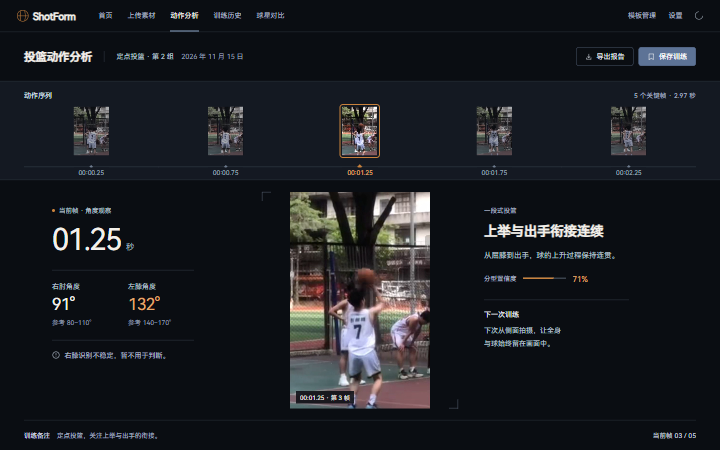 ShotForm
首页 上传素材 动作分析 训练历史 球星对比 模板管理 设置
投篮动作分析 定点投篮 · 第 2 组 2026 年 11 月 15 日 导出报告 保存训练
动作序列 5 个关键帧 · 2.97 秒
00:00.25 00:00.75 00:01.25 00:01.75 00:02.25
当前帧 · 角度观察
01.25 秒
右肘角度 左膝角度
91° 132°
参考 80–110° 参考 140–170°
右膝识别不稳定，暂不用于判断。
7
00:01.25 · 第 3 帧
一段式投篮
上举与出手衔接连续
从屈膝到出手，球的上升过程保持连贯。
分型置信度 71%
下一次训练
下次从侧面拍摄，让全身
与球始终留在画面中。
训练备注 定点投篮，关注上举与出手的衔接。 当前帧 03 / 05